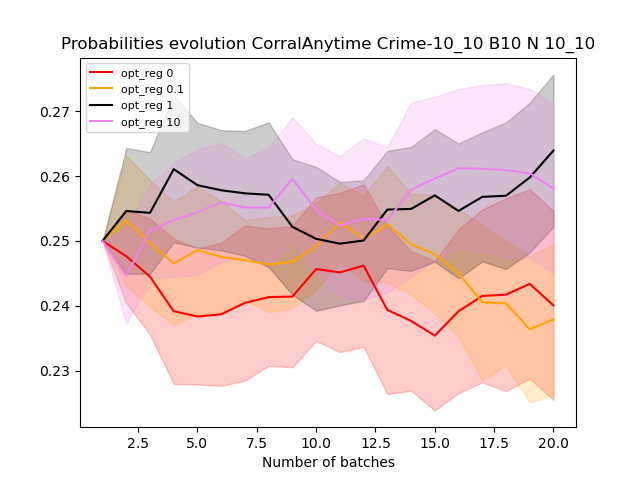 Probabilities evolution CorralAnytime Crime-10_10 B10 N 10_10
opt_reg 0
opt_reg 0.1
opt_reg 1
opt_reg 10
0.27
0.26
0.25
0.24
0.23
2.5 5.0 7.5 10.0 12.5 15.0 17.5 20.0
Number of batches